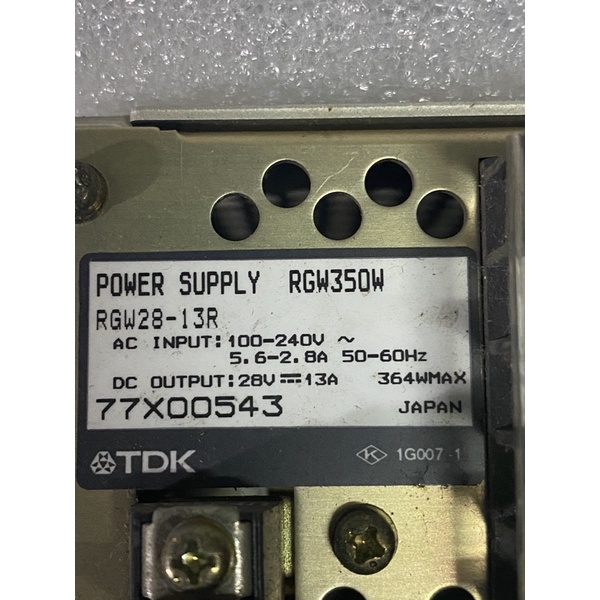 POWER SUPPLY RGW350W
RGW28-13R
AC INPUT:100-240V ~
5.6-2.8A 50-60Hz
DC OUTPUT:28V⎓13A 364WMAX
77X00543 JAPAN
TDK K 1G007-1